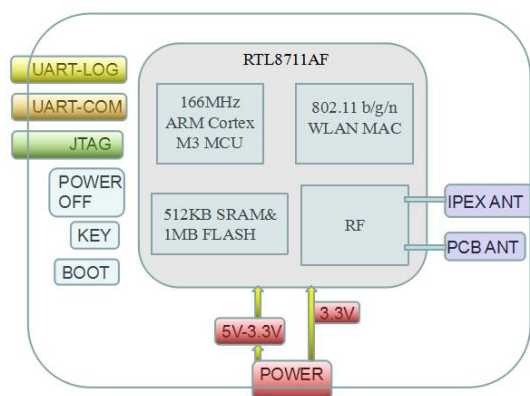 RTL8711AF
UART-LOG
UART-COM
JTAG
POWER
OFF
KEY
BOOT
166MHz
ARM Cortex
M3 MCU
802.11 b/g/n
WLAN MAC
512KB SRAM&
1MB FLASH
RF
IPEX ANT
PCB ANT
5V-3.3V
3.3V
POWER